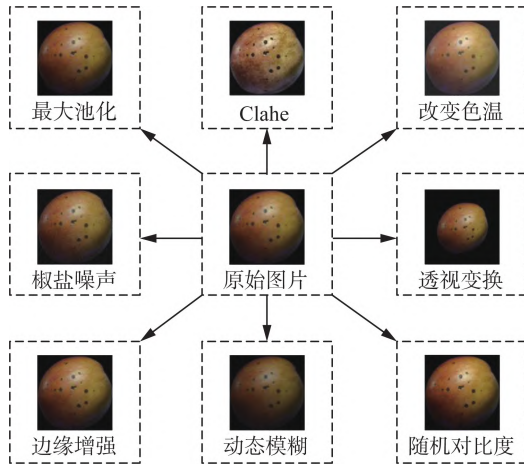 最大池化
Clahe
改变色温
椒盐噪声
原始图片
透视变换
边缘增强
动态模糊
随机对比度